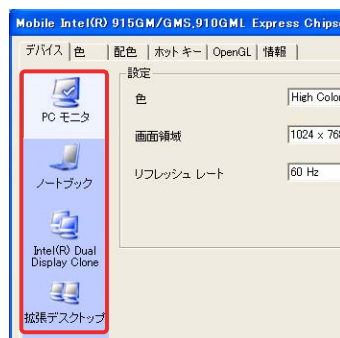 Mobile Intel(R) 915GM/GMS,910GML Express Chips
デバイス 色 配色 ホット キー OpenGL 情報
設定
PC モニタ
色 High Colo
画面領域 1024 x 76
ノートブック
リフレッシュ レート 60 Hz
Intel(R) Dual
Display Clone
拡張デスクトップ